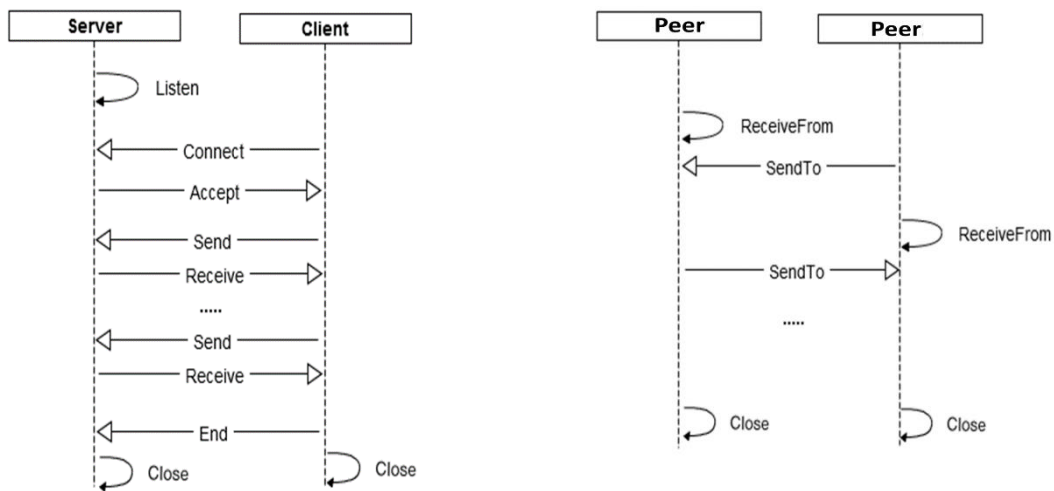 Server
Client
Listen
Connect
Accept
Send
Receive
.....
Send
Receive
End
Close
Close
Peer
Peer
ReceiveFrom
SendTo
ReceiveFrom
SendTo
.....
Close
Close